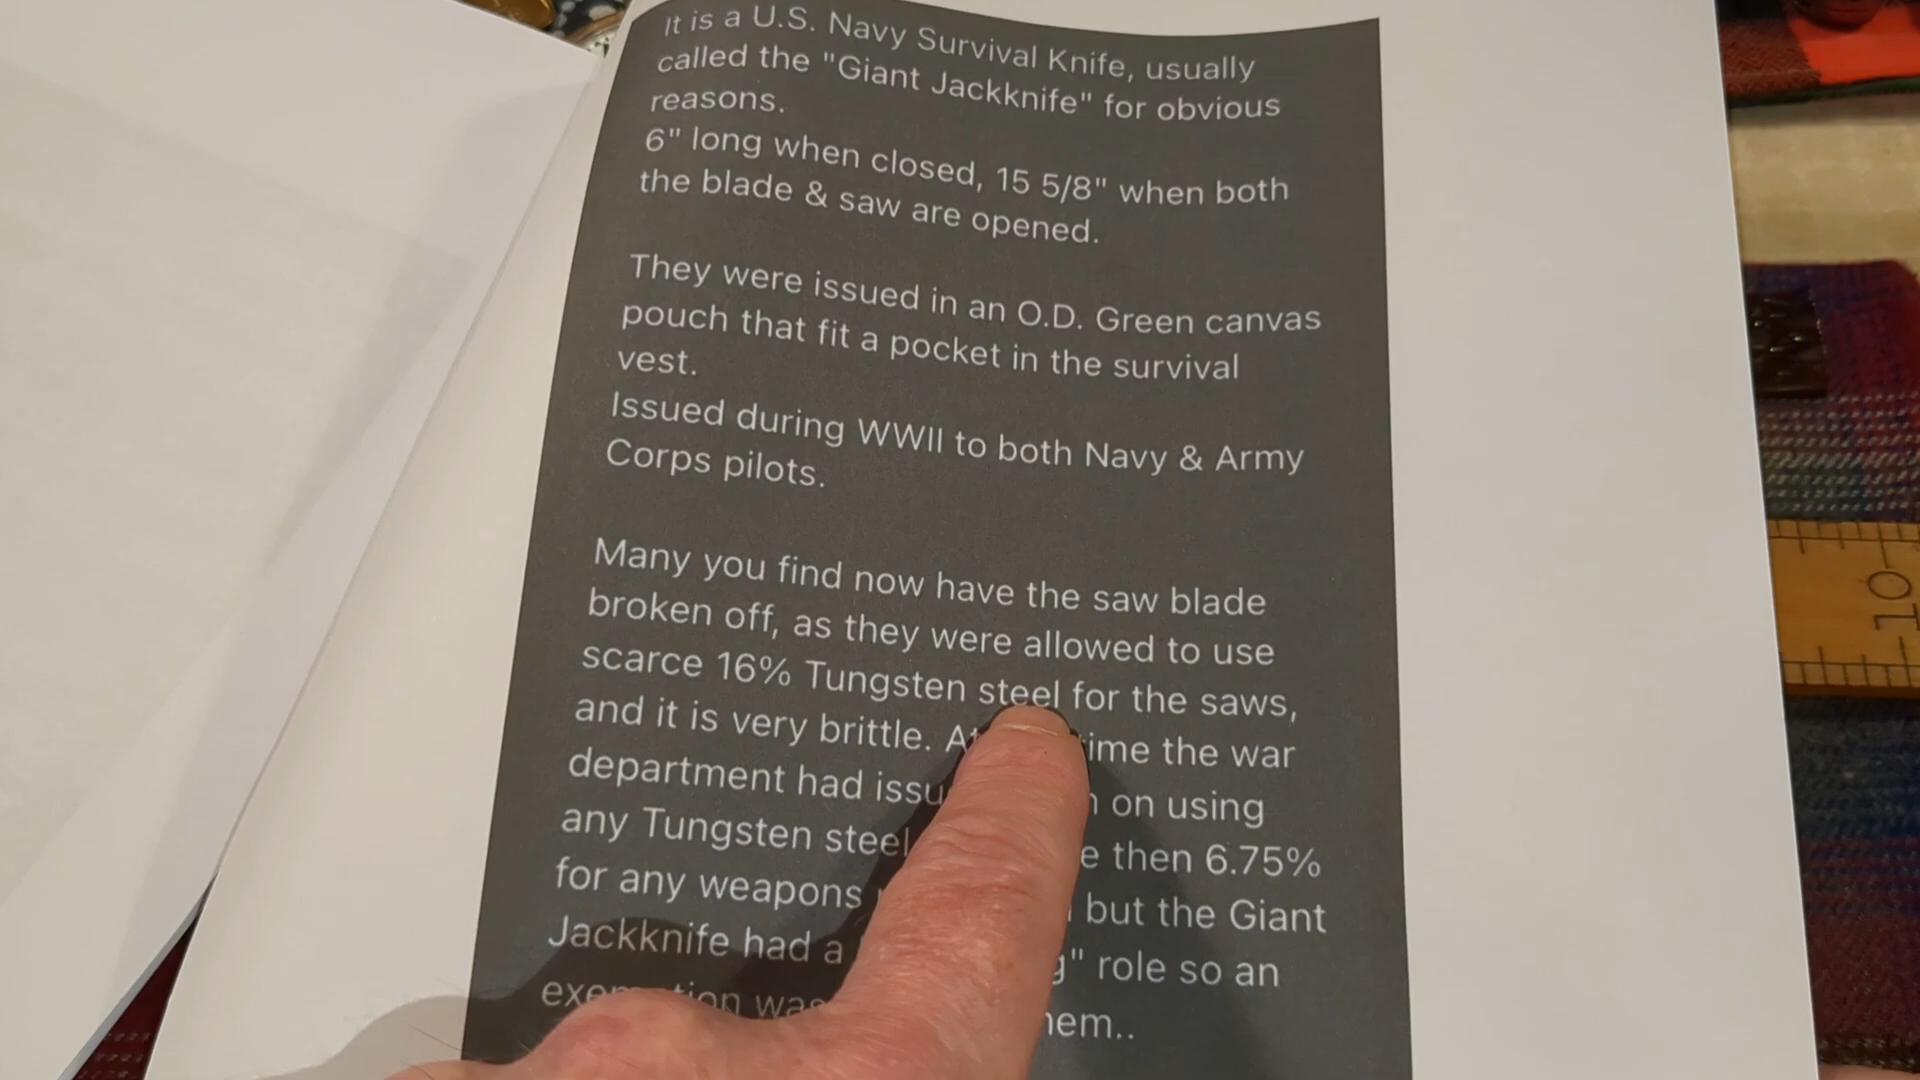 It is a U.S. Navy Survival Knife, usually
called the "Giant Jackknife" for obvious
reasons.
6" long when closed, 15 5/8" when both
the blade & saw are opened.
They were issued in an O.D. Green canvas
pouch that fit a pocket in the survival
vest.
Issued during WWII to both Navy & Army
Corps pilots.
Many you find now have the saw blade
broken off, as they were allowed to use
scarce 16% Tungsten steel for the saws,
and it is very brittle. the war
department had on using
any Tungsten steel then 6.75%
for any weapons but the Giant
Jackknife had a role so an
10